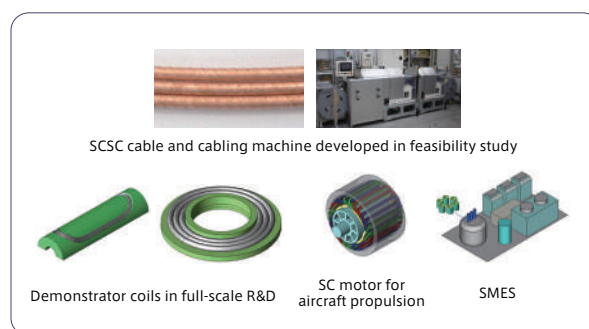 SCSC cable and cabling machine developed in feasibility study
Demonstrator coils in full-scale R&D
SC motor for
aircraft propulsion
SMES